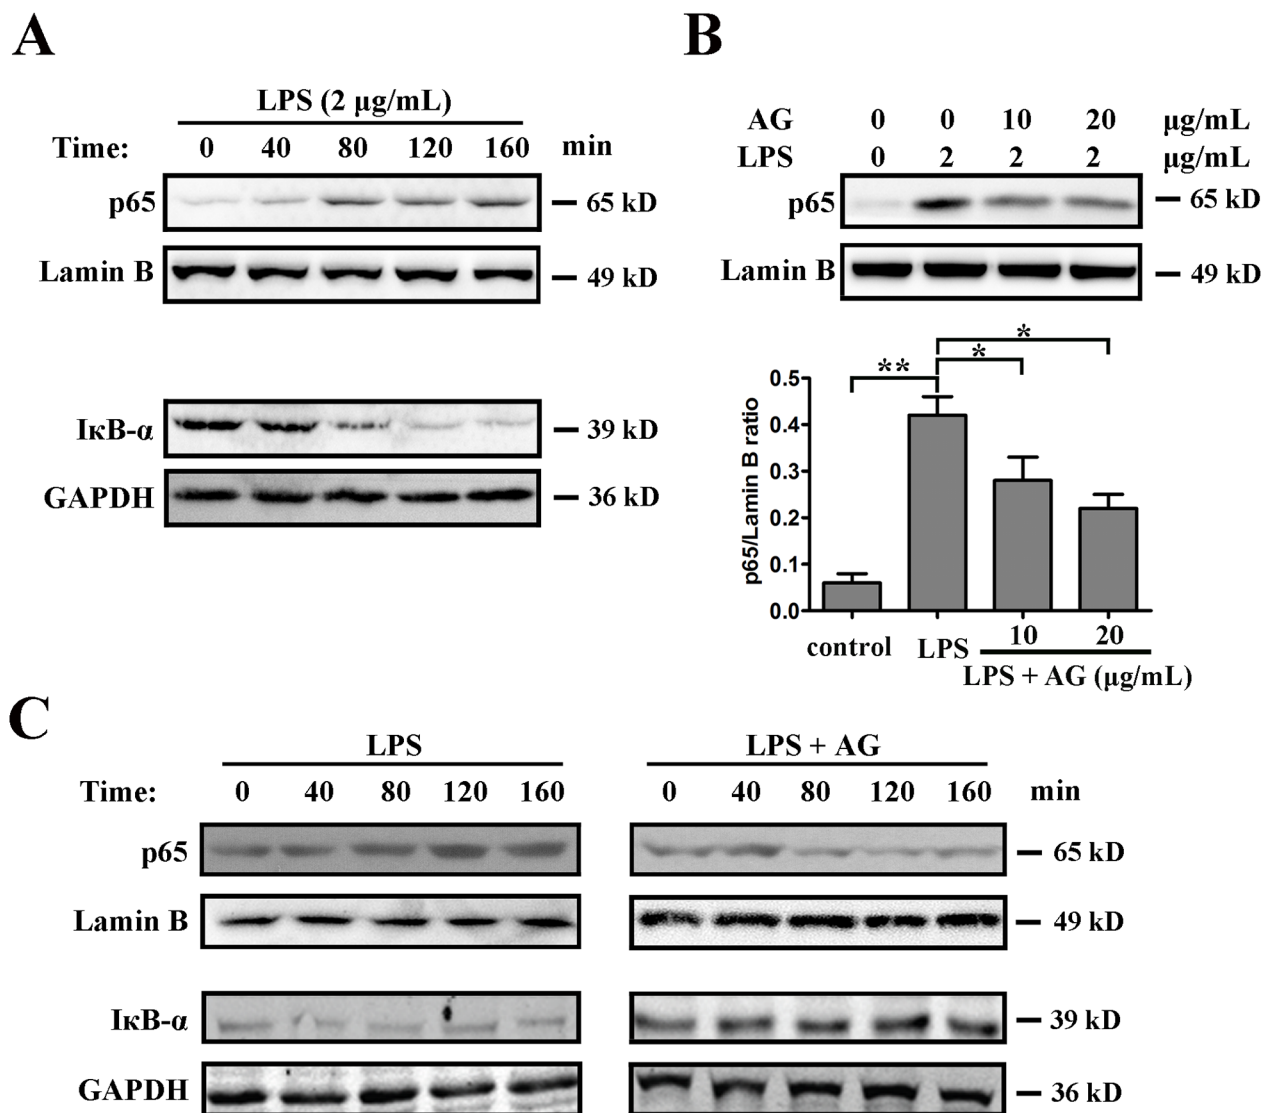 A
LPS (2 μg/mL)
Time: 0 40 80 120 160 min
p65 65 kD
Lamin B 49 kD
IκB-α 39 kD
GAPDH 36 kD
B
AG 0 0 10 20 μg/mL
LPS 0 2 2 2 μg/mL
p65 65 kD
Lamin B 49 kD
*
** *
0.5
0.4
0.3
0.2
0.1
0.0
p65/Lamin B ratio
control LPS 10 20
LPS + AG (μg/mL)
C
LPS LPS + AG
Time: 0 40 80 120 160 0 40 80 120 160 min
p65 65 kD
Lamin B 49 kD
IκB-α 39 kD
GAPDH 36 kD